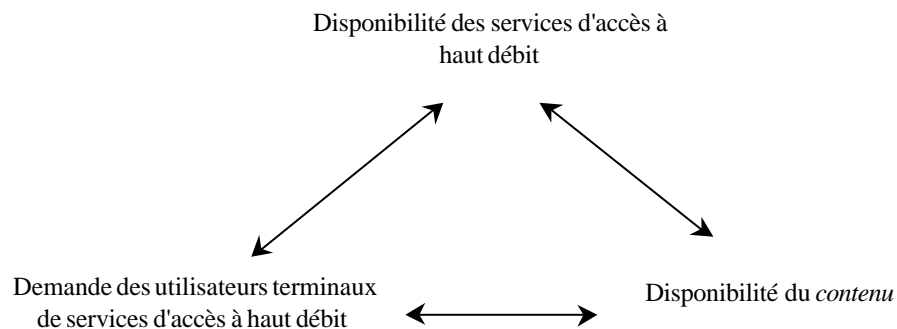 Disponibilité des services d'accès à
haut débit
Demande des utilisateurs terminaux
de services d'accès à haut débit
Disponibilité du contenu